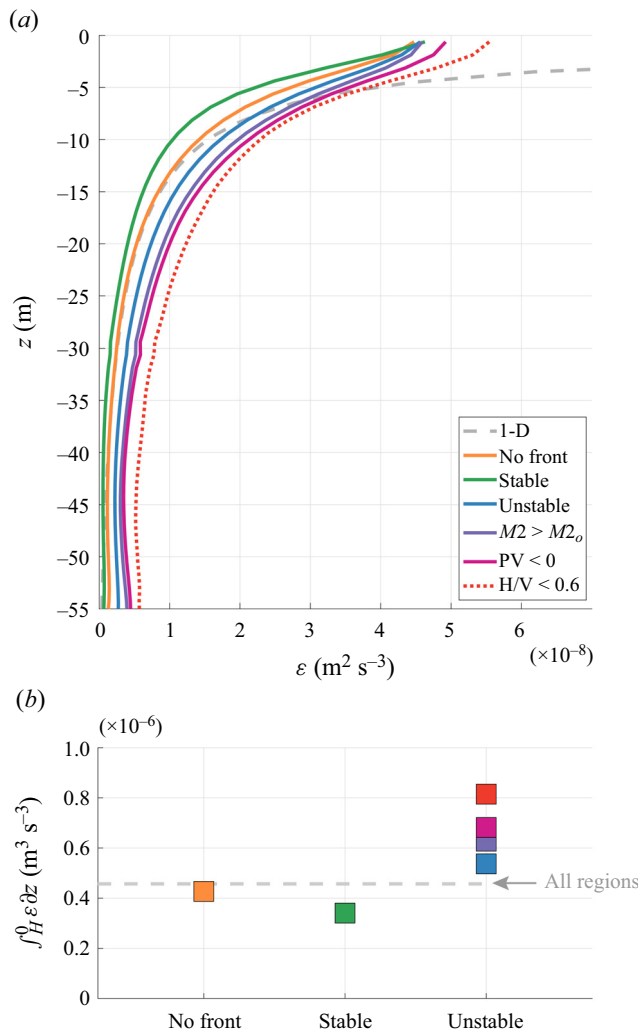 (a)
0
–5
–10
–15
–20
–25
–30
–35
–40
–45
–50
–55
z (m)
1-D
No front
Stable
Unstable
M2 > M2ₒ
PV < 0
H/V < 0.6
0 1 2 3 4 5 6
ε (m² s⁻³)
(×10⁻⁸)
(b)
(×10⁻⁶)
1.0
0.8
0.6
0.4
0.2
0
∫⁰_H ε∂z (m³ s⁻³)
All regions
No front Stable Unstable